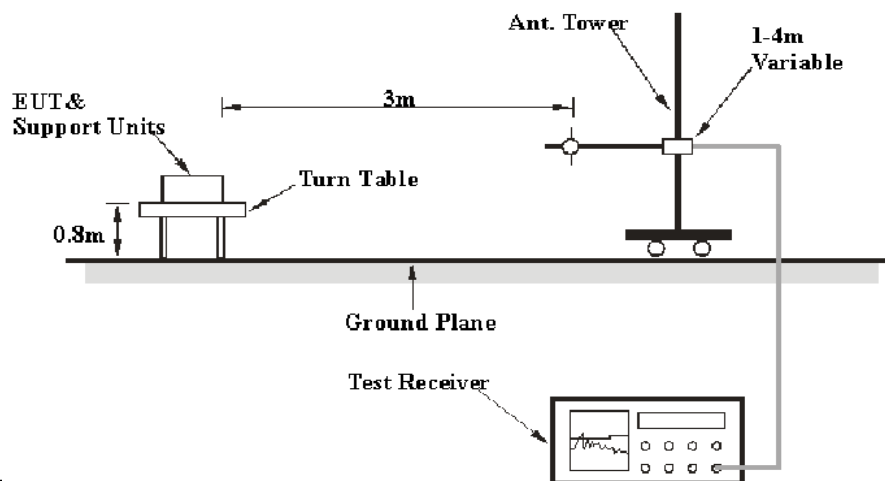 Ant. Tower
1-4m
Variable
3m
EUT &
Support Units
Turn Table
0.8m
Ground Plane
Test Receiver